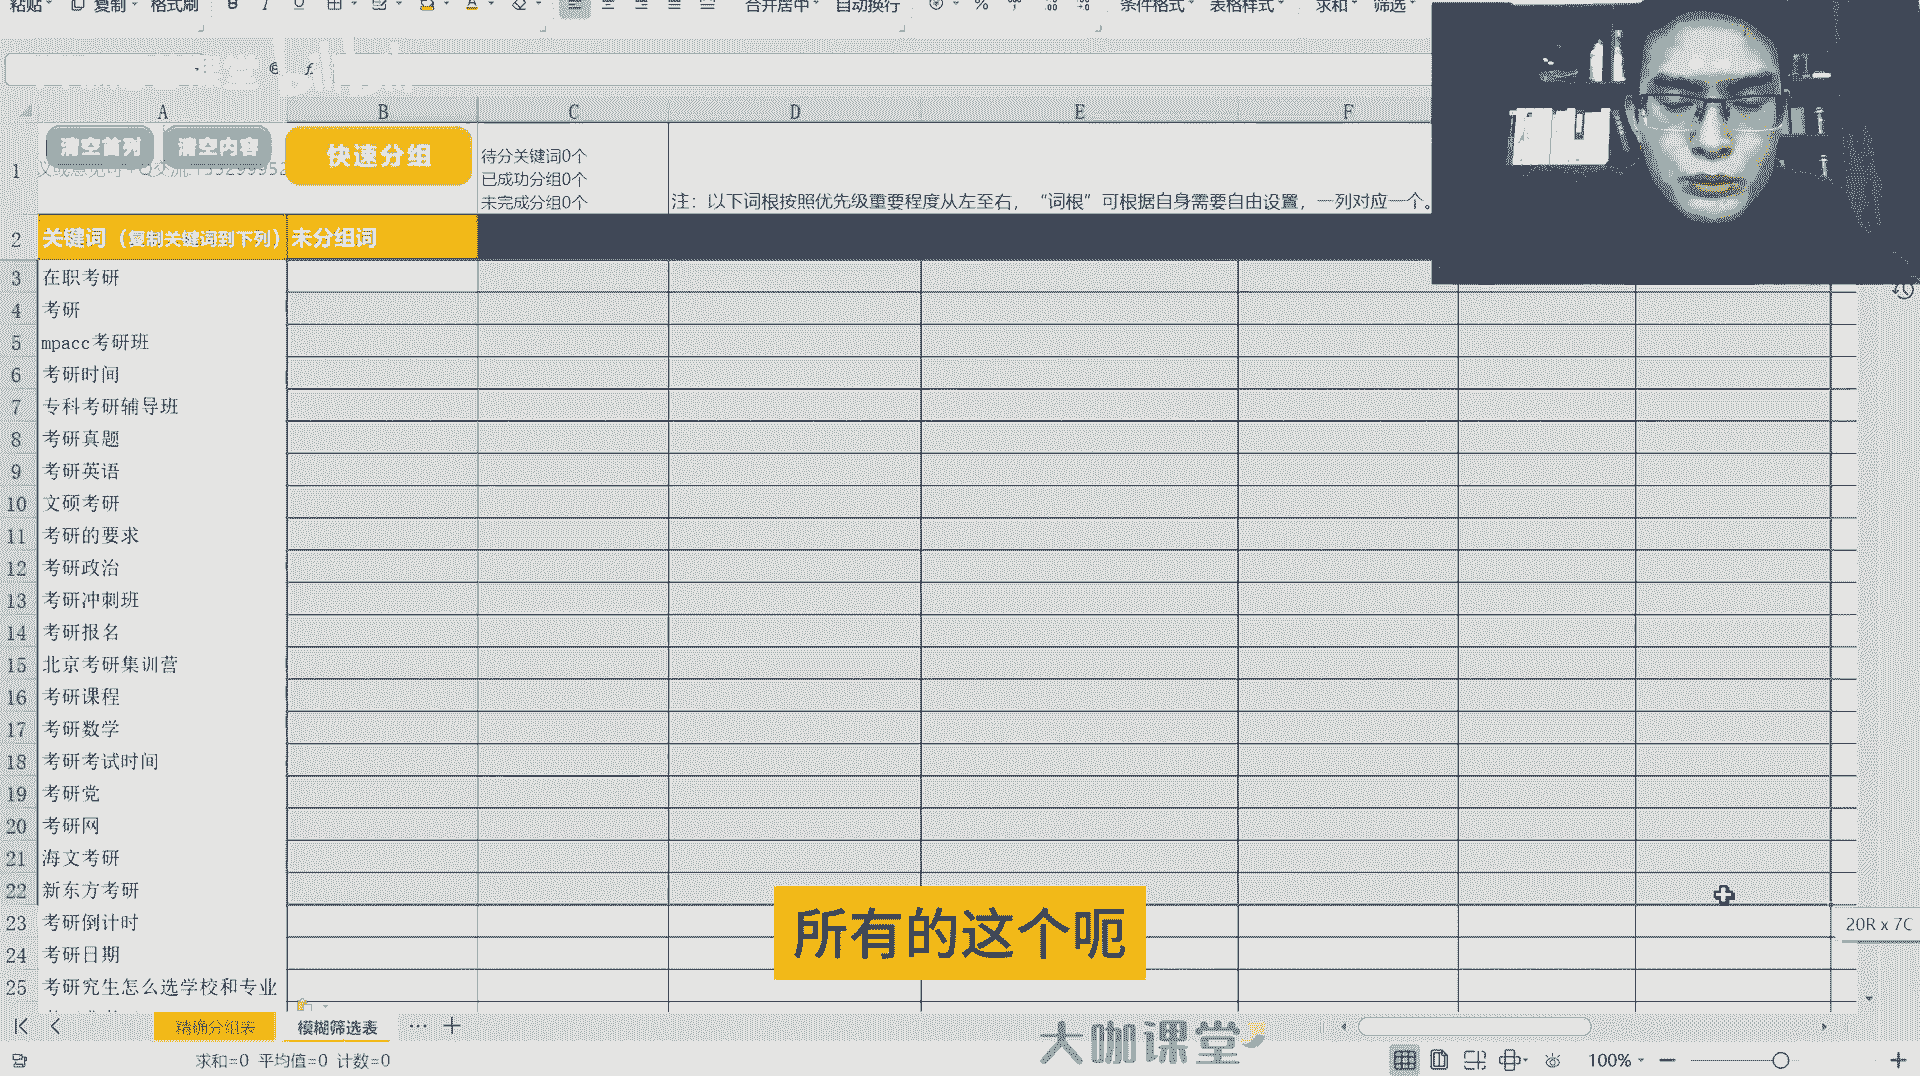 粘贴 复制 格式刷 B I U A 合并居中 自动换行 % 条件格式 表格样式 求和 筛选
fx
A B C D E F
1 清空首列 清空内容 快速分组
待分关键词0个
已成功分组0个
未完成分组0个
注：以下词根按照优先级重要程度从左至右，“词根”可根据自身需要自由设置，一列对应一个。
2 关键词（复制关键词到下列） 未分组词
3 在职考研
4 考研
5 mpacc考研班
6 考研时间
7 专科考研辅导班
8 考研真题
9 考研英语
10 文硕考研
11 考研的要求
12 考研政治
13 考研冲刺班
14 考研报名
15 北京考研集训营
16 考研课程
17 考研数学
18 考研考试时间
19 考研党
20 考研网
21 海文考研
22 新东方考研
23 考研倒计时
24 考研日期
25 考研究生怎么选学校和专业
20R x 7C
所有的这个呃
精确分组表 模糊筛选表 ··· +
大咖课堂
求和=0 平均值=0 计数=0 100%